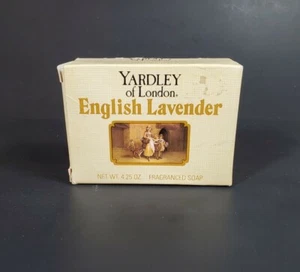 YARDLEY
of London®
English Lavender
NET WT. 4.25 OZ. FRAGRANCED SOAP